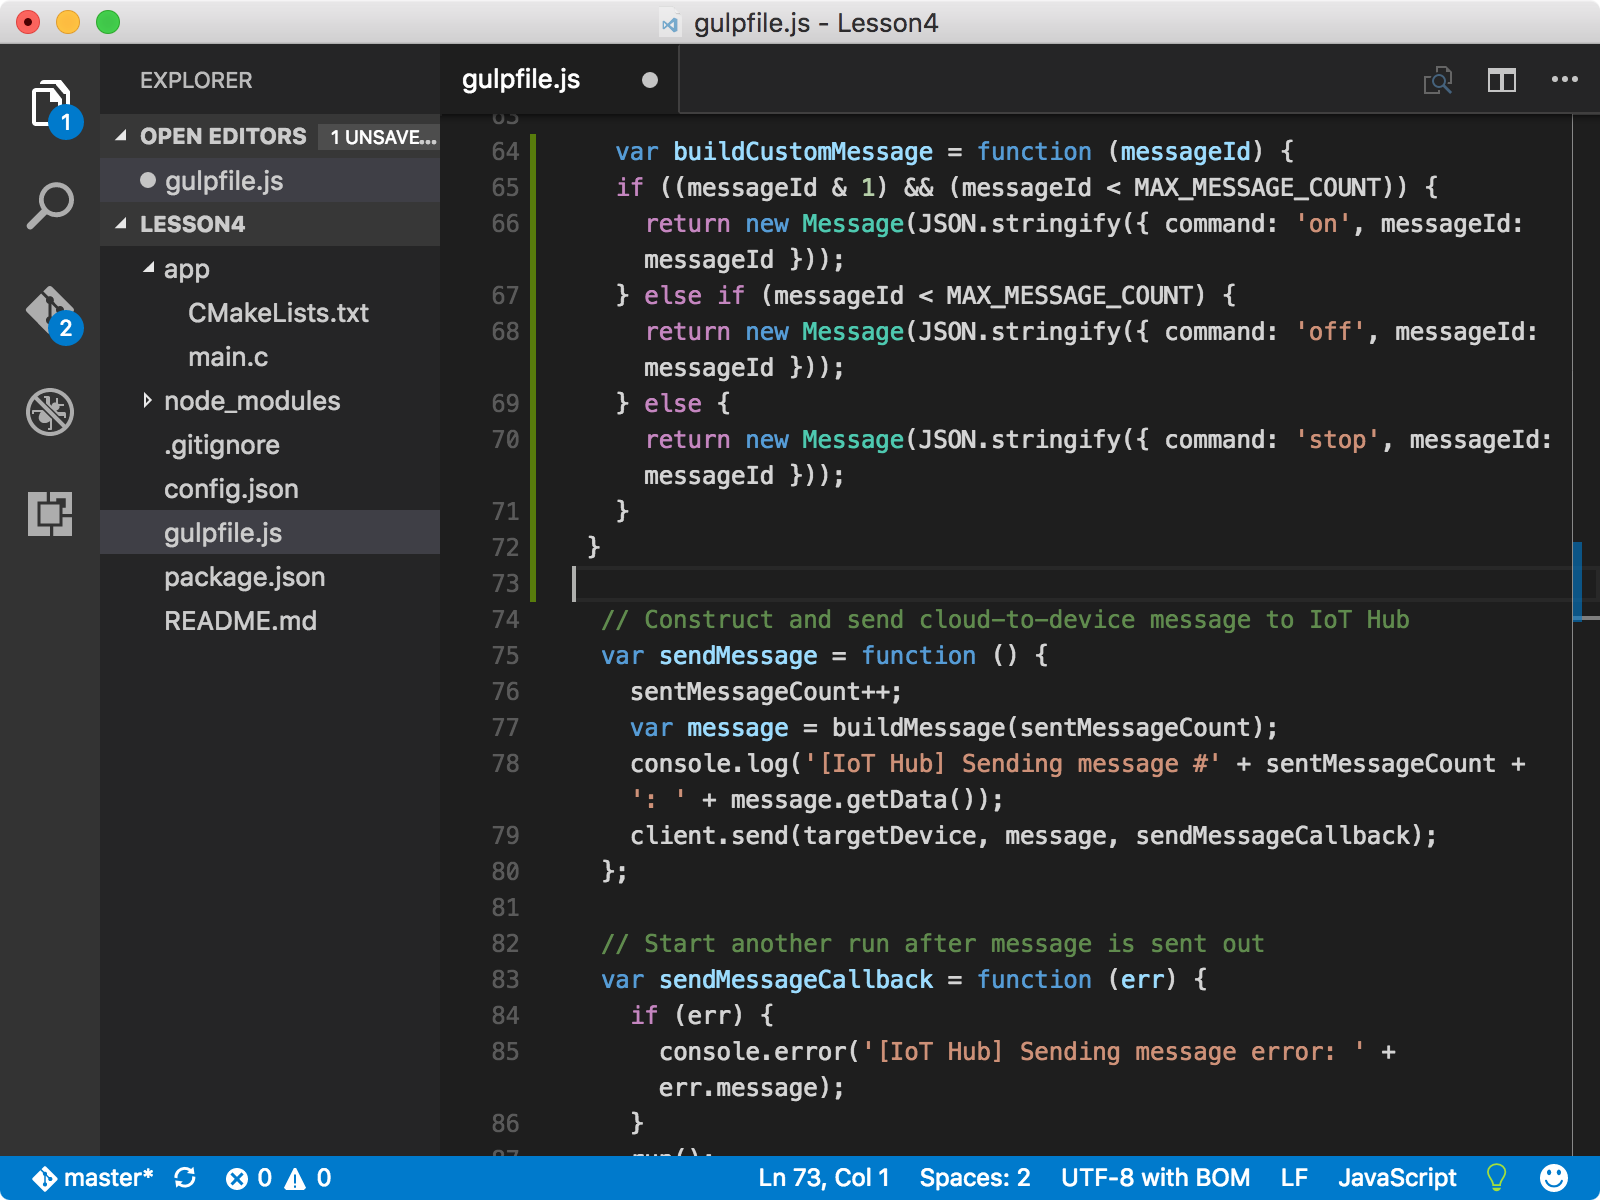 gulpfile.js - Lesson4
EXPLORER
OPEN EDITORS 1 UNSAVE...
gulpfile.js
LESSON4
app
CMakeLists.txt
main.c
node_modules
.gitignore
config.json
gulpfile.js
package.json
README.md
1
2
gulpfile.js
63
64 var buildCustomMessage = function (messageId) {
65 if ((messageId & 1) && (messageId < MAX_MESSAGE_COUNT)) {
66 return new Message(JSON.stringify({ command: 'on', messageId:
messageId }));
67 } else if (messageId < MAX_MESSAGE_COUNT) {
68 return new Message(JSON.stringify({ command: 'off', messageId:
messageId }));
69 } else {
70 return new Message(JSON.stringify({ command: 'stop', messageId:
messageId }));
71 }
72 }
73
74 // Construct and send cloud-to-device message to IoT Hub
75 var sendMessage = function () {
76 sentMessageCount++;
77 var message = buildMessage(sentMessageCount);
78 console.log('[IoT Hub] Sending message #' + sentMessageCount +
': ' + message.getData());
79 client.send(targetDevice, message, sendMessageCallback);
80 };
81
82 // Start another run after message is sent out
83 var sendMessageCallback = function (err) {
84 if (err) {
85 console.error('[IoT Hub] Sending message error: ' +
err.message);
86 }
87 run();
master* 0 0 Ln 73, Col 1 Spaces: 2 UTF-8 with BOM LF JavaScript